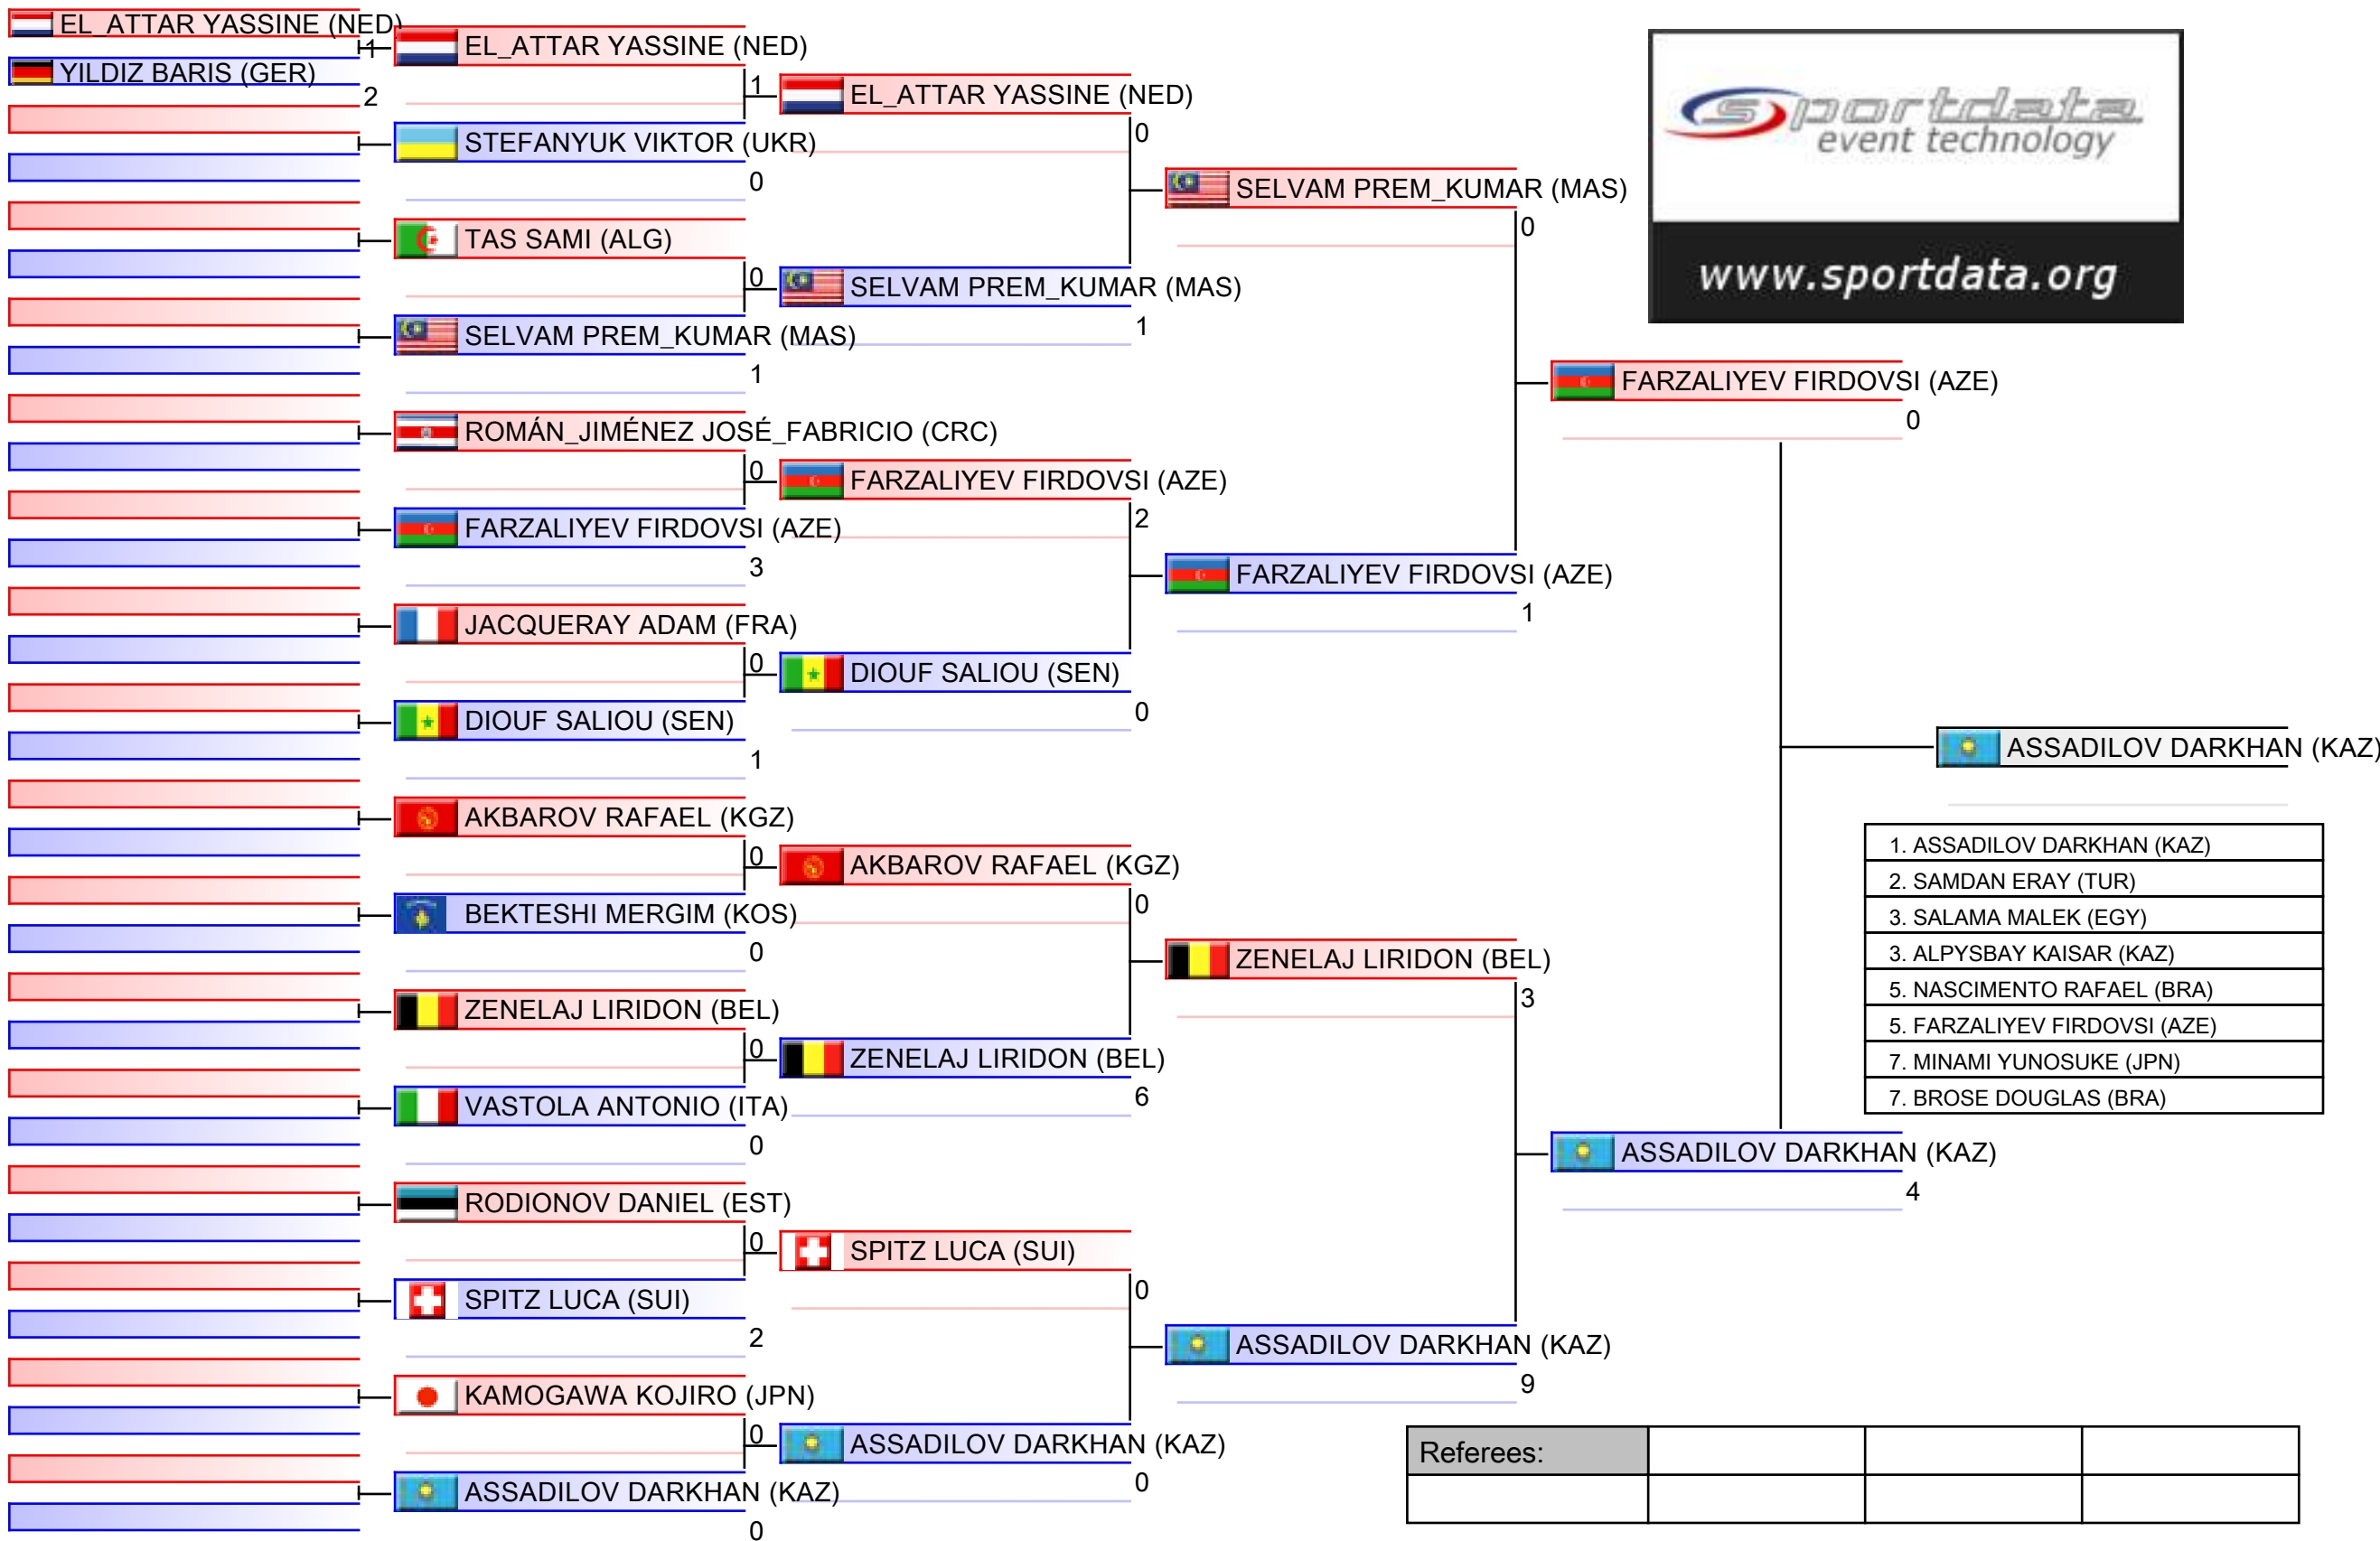 EL_ATTAR YASSINE (NED)
1
YILDIZ BARIS (GER)
2
EL_ATTAR YASSINE (NED)
1
STEFANYUK VIKTOR (UKR)
0
TAS SAMI (ALG)
0
SELVAM PREM_KUMAR (MAS)
1
ROMÁN_JIMÉNEZ JOSÉ_FABRICIO (CRC)
0
FARZALIYEV FIRDOVSI (AZE)
3
JACQUERAY ADAM (FRA)
0
DIOUF SALIOU (SEN)
1
AKBAROV RAFAEL (KGZ)
0
BEKTESHI MERGIM (KOS)
0
ZENELAJ LIRIDON (BEL)
0
VASTOLA ANTONIO (ITA)
0
RODIONOV DANIEL (EST)
0
SPITZ LUCA (SUI)
2
KAMOGAWA KOJIRO (JPN)
0
ASSADILOV DARKHAN (KAZ)
0
EL_ATTAR YASSINE (NED)
0
SELVAM PREM_KUMAR (MAS)
1
FARZALIYEV FIRDOVSI (AZE)
2
DIOUF SALIOU (SEN)
0
AKBAROV RAFAEL (KGZ)
0
ZENELAJ LIRIDON (BEL)
6
SPITZ LUCA (SUI)
0
ASSADILOV DARKHAN (KAZ)
0
SELVAM PREM_KUMAR (MAS)
0
FARZALIYEV FIRDOVSI (AZE)
1
ZENELAJ LIRIDON (BEL)
3
ASSADILOV DARKHAN (KAZ)
9
FARZALIYEV FIRDOVSI (AZE)
0
ASSADILOV DARKHAN (KAZ)
4
ASSADILOV DARKHAN (KAZ)
sportdata
event technology
www.sportdata.org
1. ASSADILOV DARKHAN (KAZ)
2. SAMDAN ERAY (TUR)
3. SALAMA MALEK (EGY)
3. ALPYSBAY KAISAR (KAZ)
5. NASCIMENTO RAFAEL (BRA)
5. FARZALIYEV FIRDOVSI (AZE)
7. MINAMI YUNOSUKE (JPN)
7. BROSE DOUGLAS (BRA)
Referees: